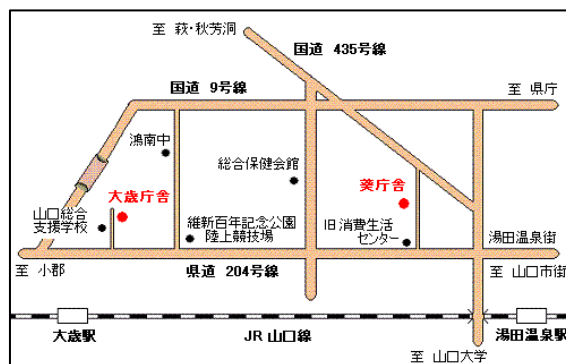 至 萩・秋芳洞
国道 435号線
国道 9号線
至 県庁
鴻南中
総合保健会館
大歳庁舎
葵庁舎
山口総合
支援学校
維新百年記念公園
陸上競技場
旧消費生活
センター
湯田温泉街
至 小郡
県道 204号線
至 山口市街
大歳駅
JR 山口線
湯田温泉駅
至 山口大学